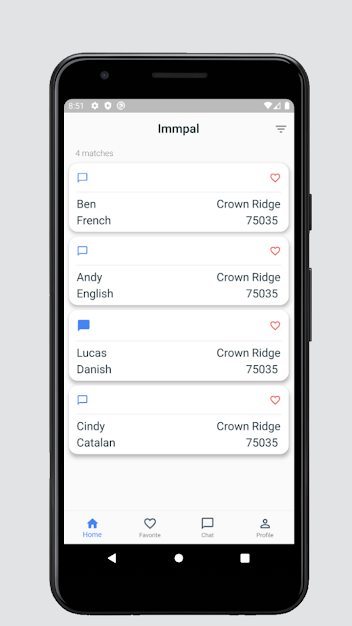 8:51
Immpal
4 matches
Ben Crown Ridge
French 75035
Andy Crown Ridge
English 75035
Lucas Crown Ridge
Danish 75035
Cindy Crown Ridge
Catalan 75035
Home Favorite Chat Profile